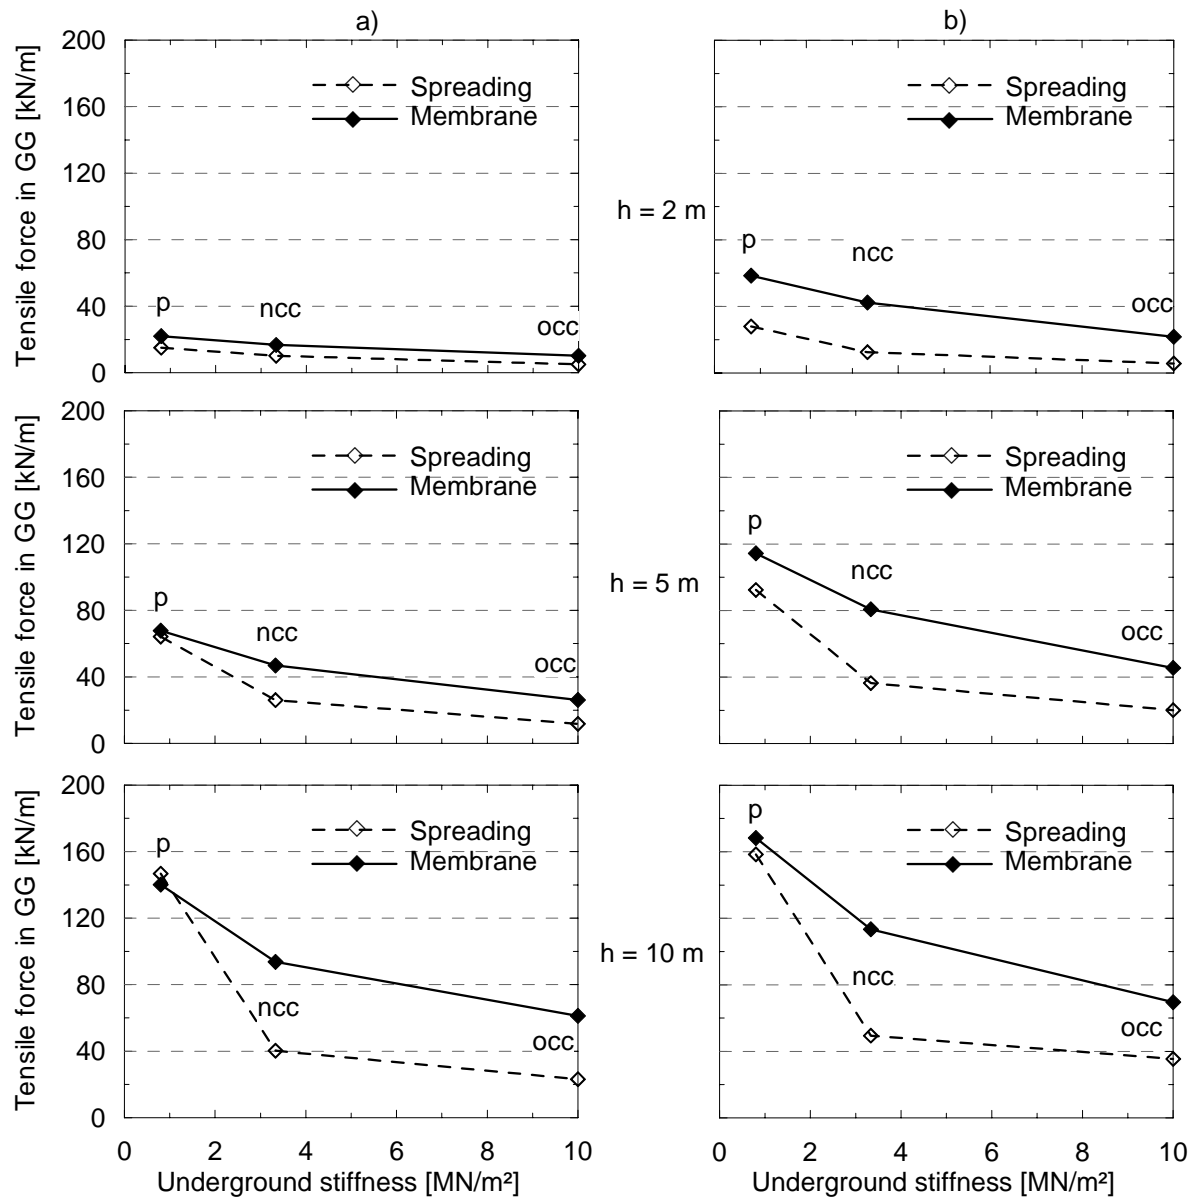 a)
b)
200
160
120
80
40
0
Tensile force in GG [kN/m]
Spreading
Membrane
p
ncc
occ
h = 2 m
Spreading
Membrane
p
ncc
occ
200
160
120
80
40
0
Tensile force in GG [kN/m]
Spreading
Membrane
p
ncc
occ
h = 5 m
Spreading
Membrane
p
ncc
occ
200
160
120
80
40
0
Tensile force in GG [kN/m]
Spreading
Membrane
p
ncc
occ
h = 10 m
Spreading
Membrane
p
ncc
occ
0 2 4 6 8 10
0 2 4 6 8 10
Underground stiffness [MN/m²]
Underground stiffness [MN/m²]